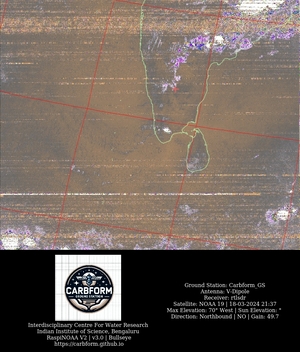 CARBFORM
GROUND STATION
Interdisciplinary Centre For Water Research
Indian Institute of Science, Bengaluru
RaspiNOAA V2 | v3.0 | Bullseye
https://carbform.github.io
Ground Station: Carbform_GS
Antenna: V-Dipole
Receiver: rtlsdr
Satellite: NOAA 19 | 18-03-2024 21:37
Max Elevation: 70° West | Sun Elevation: °
Direction: Northbound | NO | Gain: 49.7